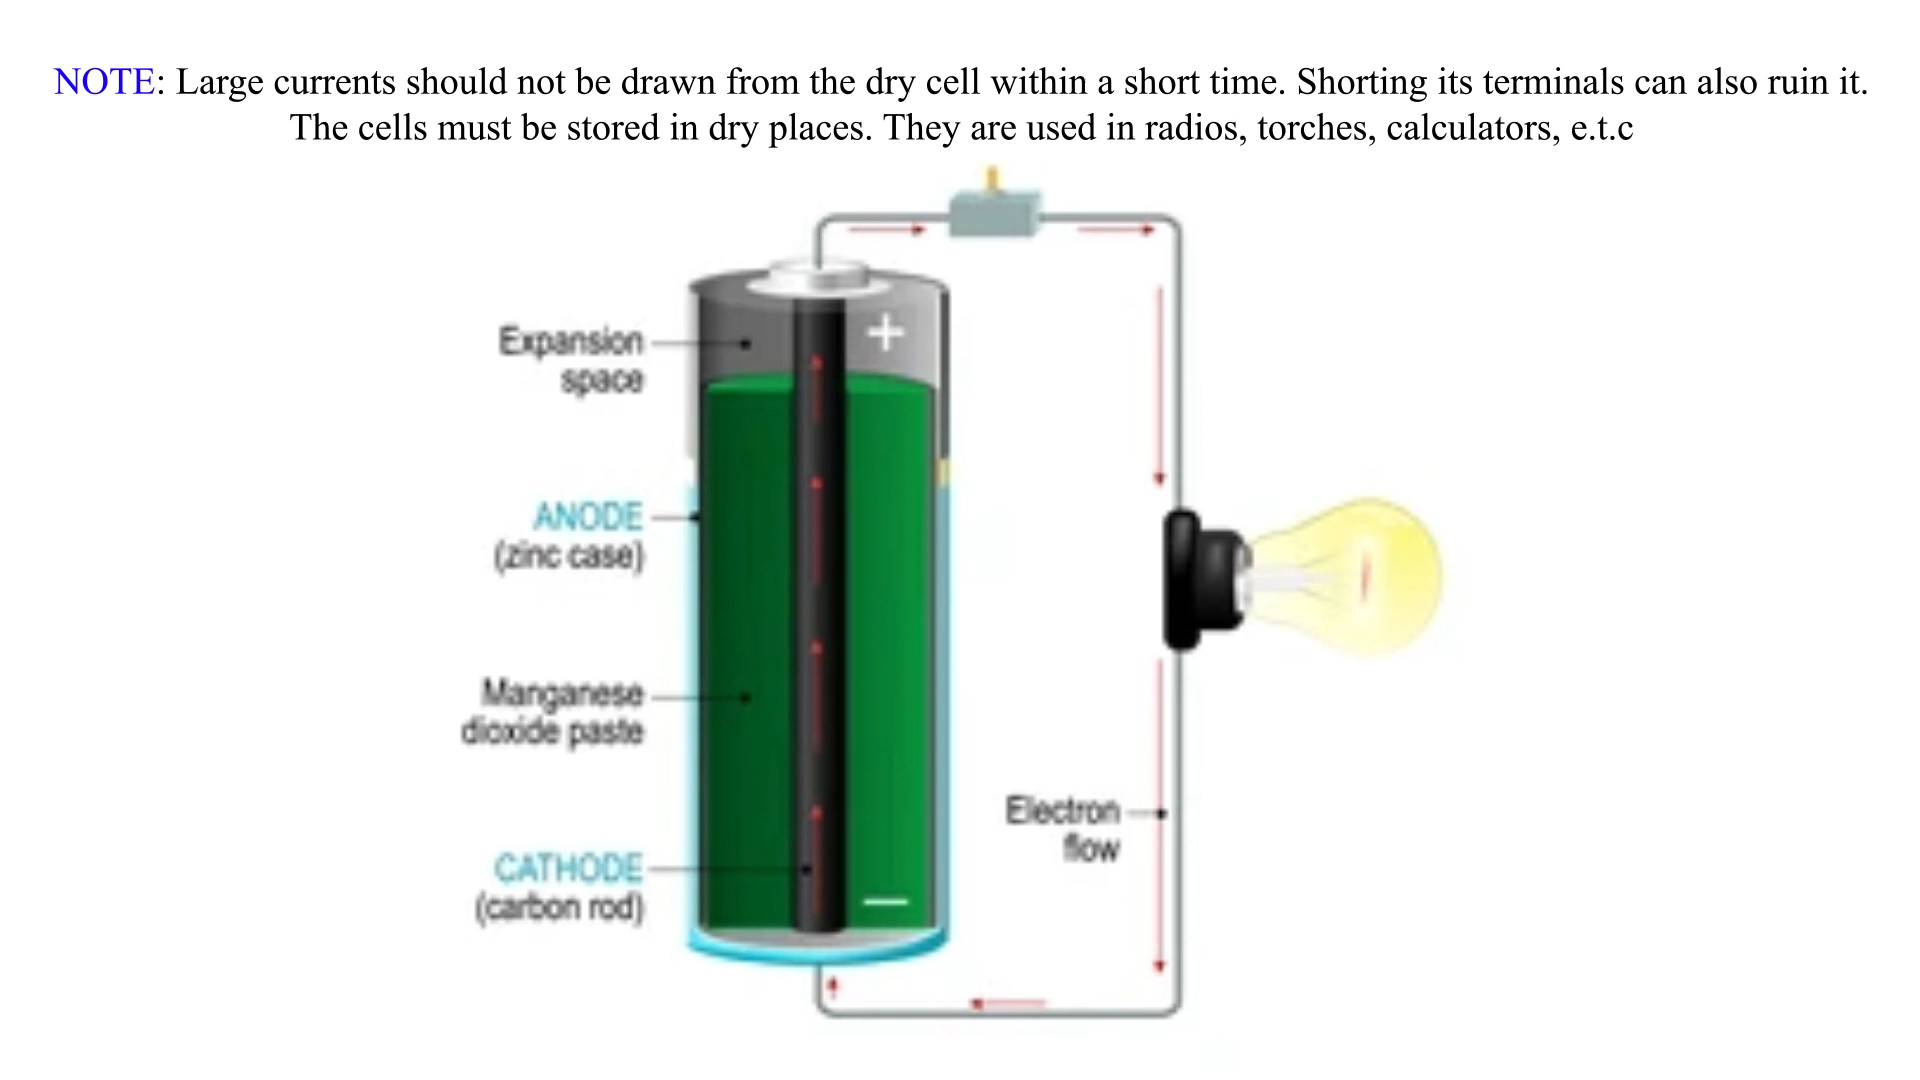 NOTE: Large currents should not be drawn from the dry cell within a short time. Shorting its terminals can also ruin it.
The cells must be stored in dry places. They are used in radios, torches, calculators, e.t.c
+
Expansion
space
ANODE
(zinc case)
Manganese
dioxide paste
Electron
flow
CATHODE
(carbon rod)
—